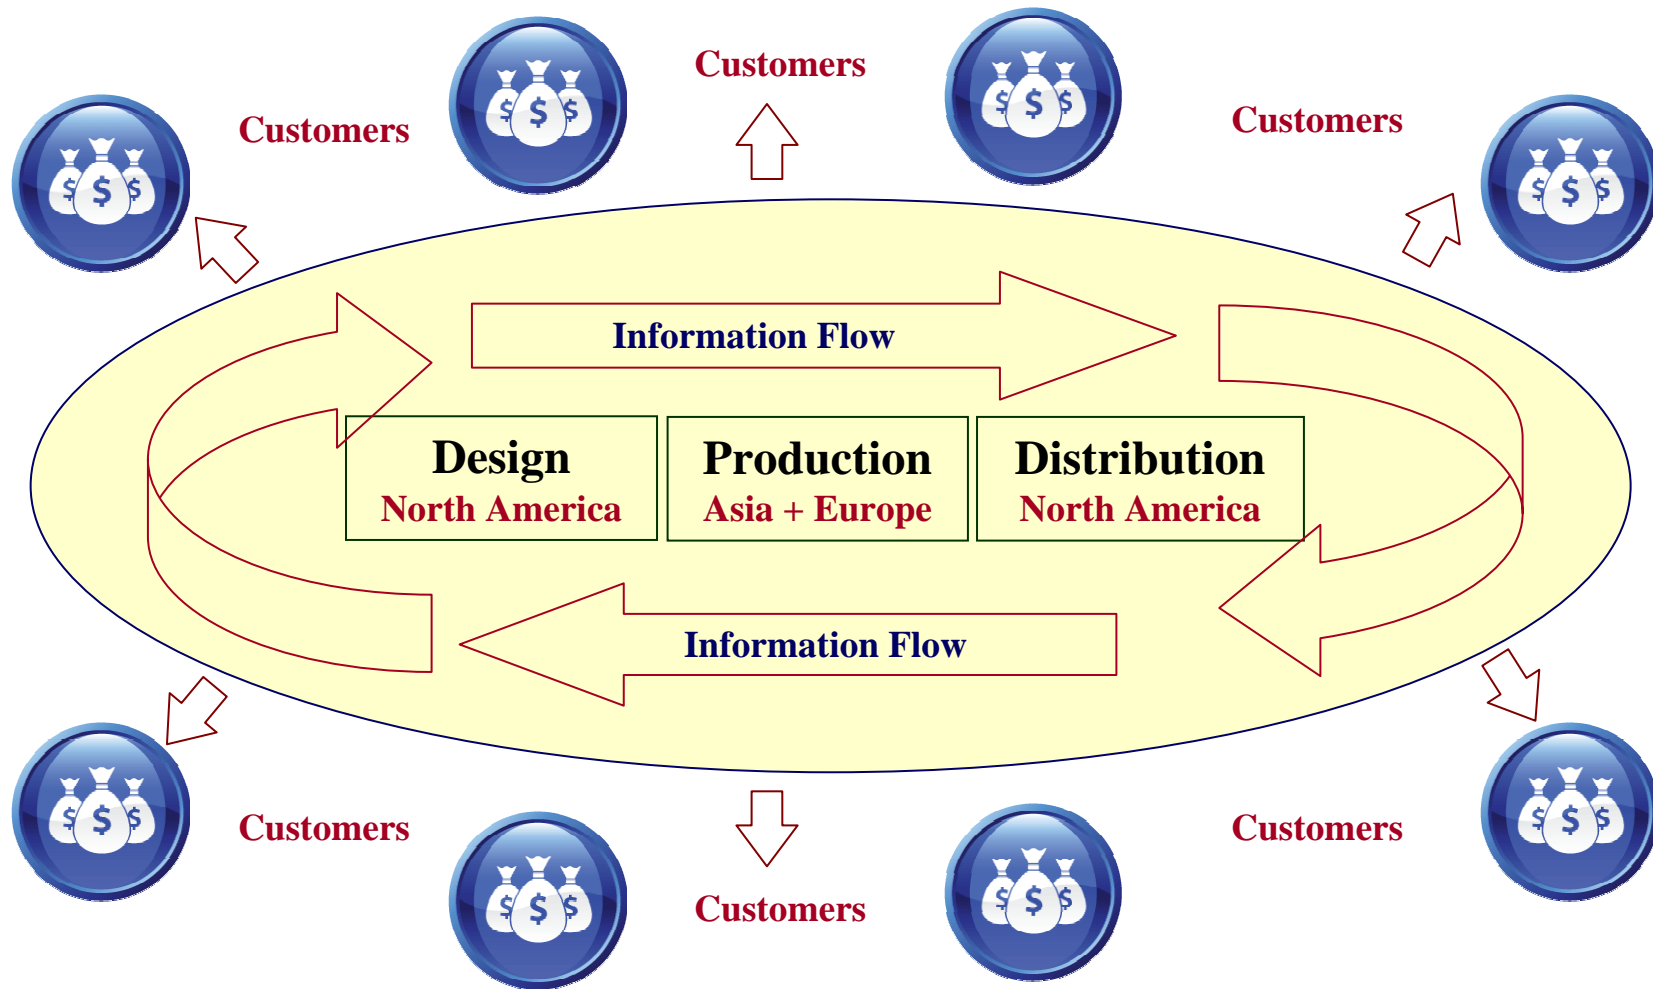 Customers
Customers
Customers
$ $ $
$ $ $
$ $ $
$ $ $
Information Flow
Design
North America
Production
Asia + Europe
Distribution
North America
Information Flow
$ $ $
$ $ $
Customers
Customers
$ $ $
$ $ $
Customers